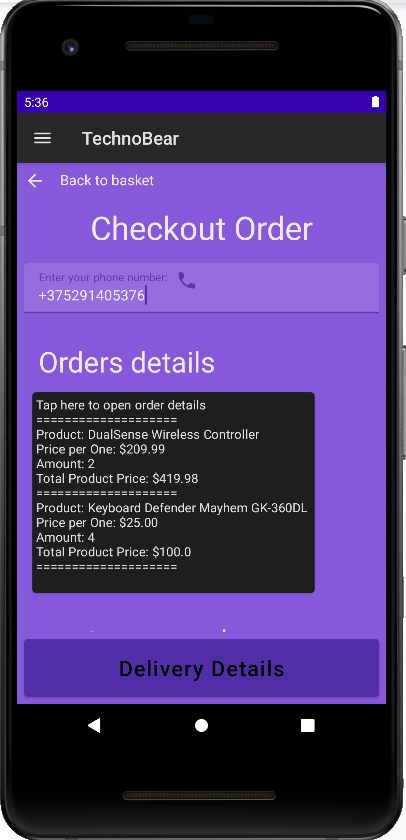 5:36
TechnoBear
Back to basket
Checkout Order
Enter your phone number:
+375291405376
Orders details
Tap here to open order details
====================
Product: DualSense Wireless Controller
Price per One: $209.99
Amount: 2
Total Product Price: $419.98
====================
Product: Keyboard Defender Mayhem GK-360DL
Price per One: $25.00
Amount: 4
Total Product Price: $100.0
====================
Delivery Details